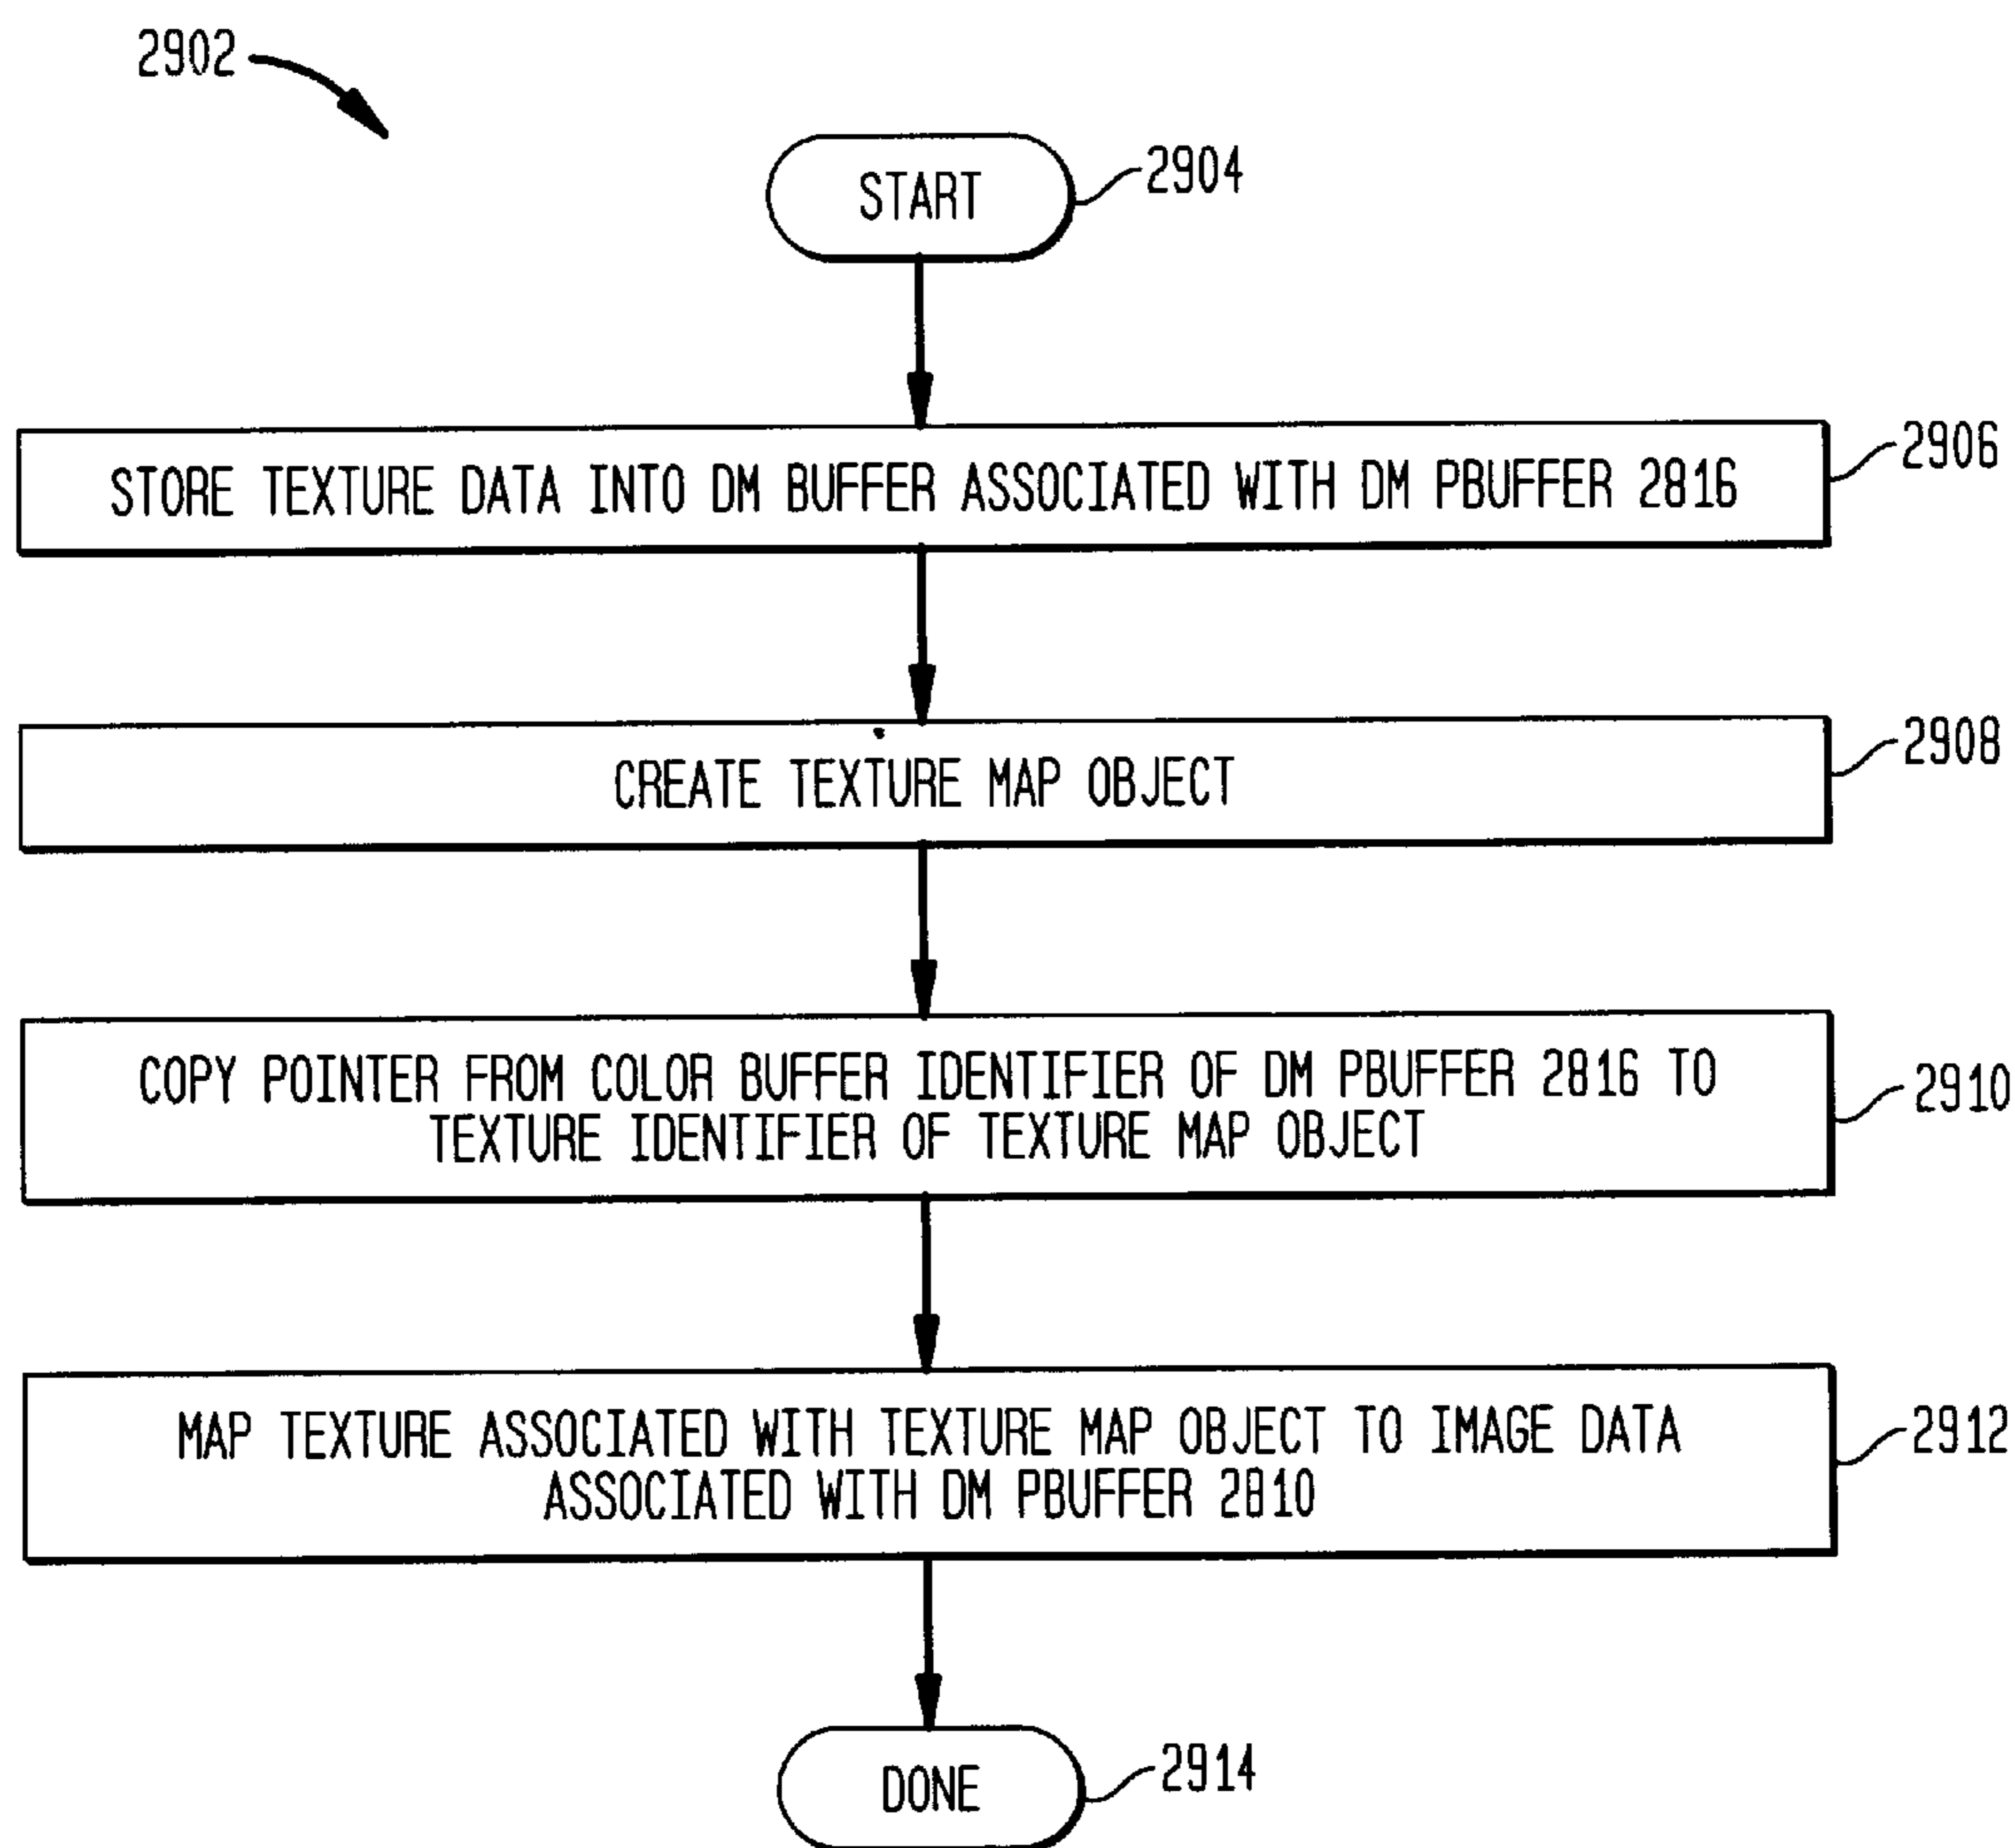 2902
START
2904
STORE TEXTURE DATA INTO DM BUFFER ASSOCIATED WITH DM PBUFFER 2816
2906
CREATE TEXTURE MAP OBJECT
2908
COPY POINTER FROM COLOR BUFFER IDENTIFIER OF DM PBUFFER 2816 TO
TEXTURE IDENTIFIER OF TEXTURE MAP OBJECT
2910
MAP TEXTURE ASSOCIATED WITH TEXTURE MAP OBJECT TO IMAGE DATA
ASSOCIATED WITH DM PBUFFER 2810
2912
DONE
2914